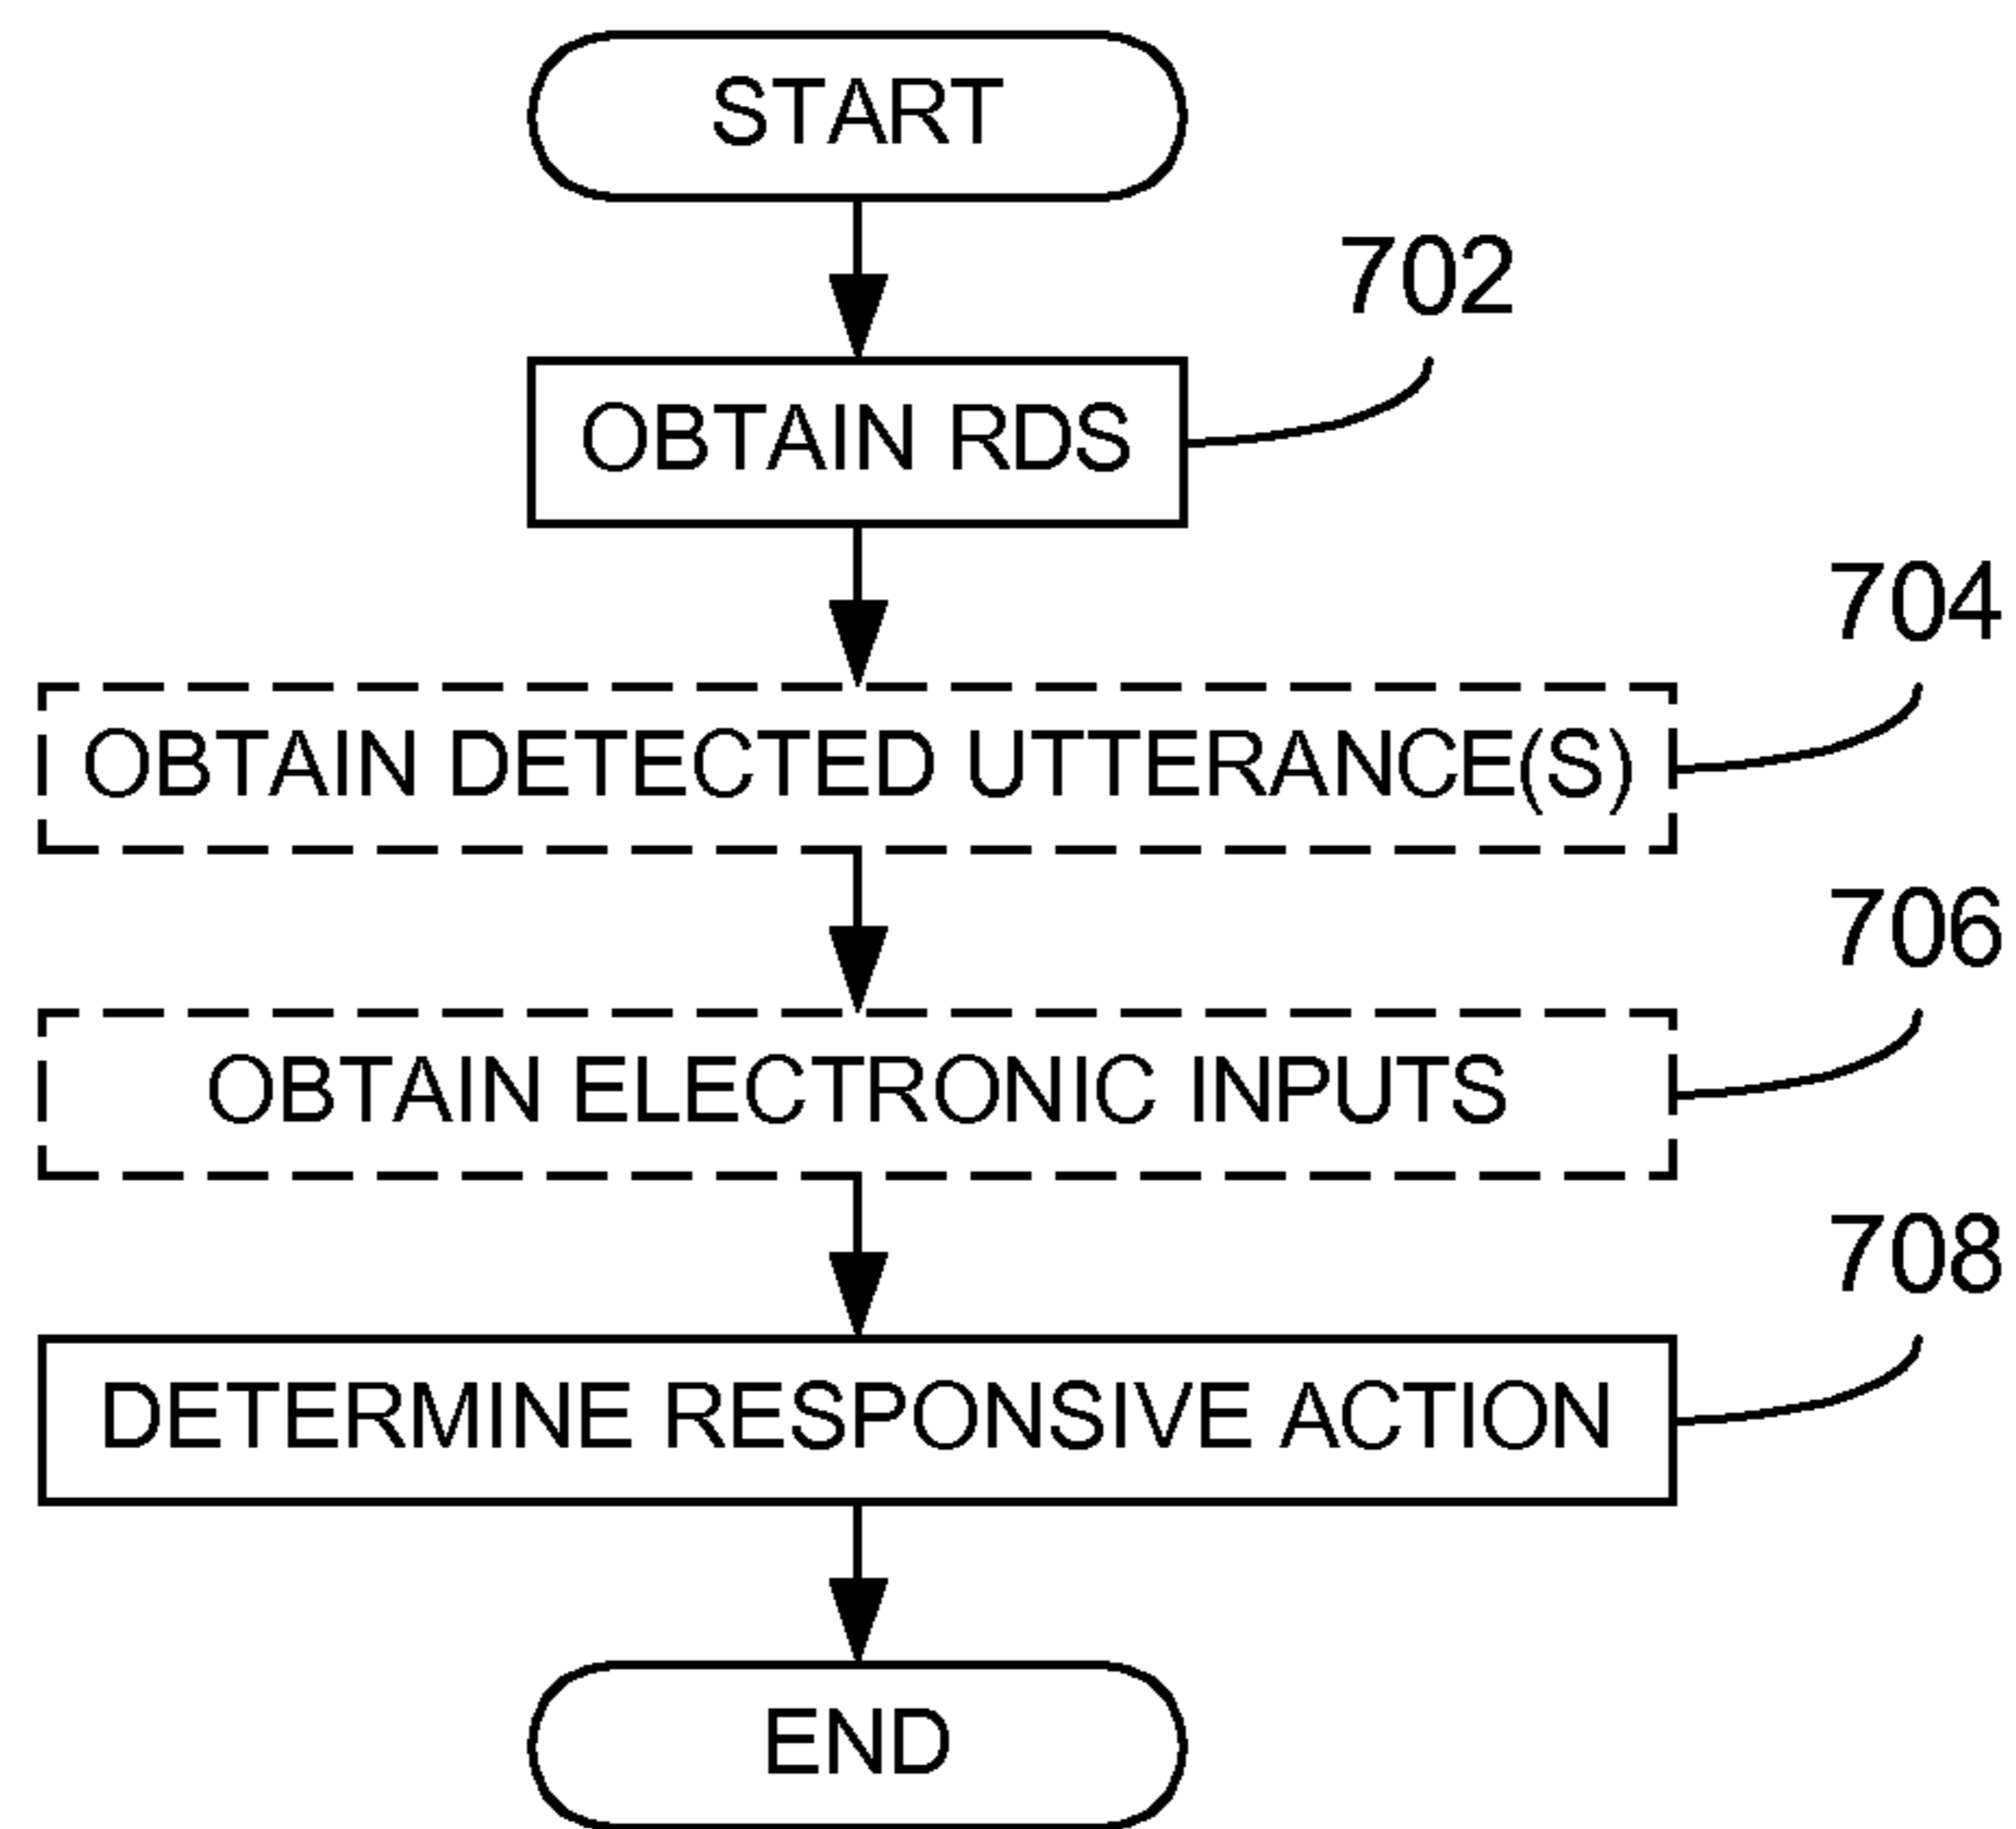 START
702
OBTAIN RDS
704
OBTAIN DETECTED UTTERANCE(S)
706
OBTAIN ELECTRONIC INPUTS
708
DETERMINE RESPONSIVE ACTION
END